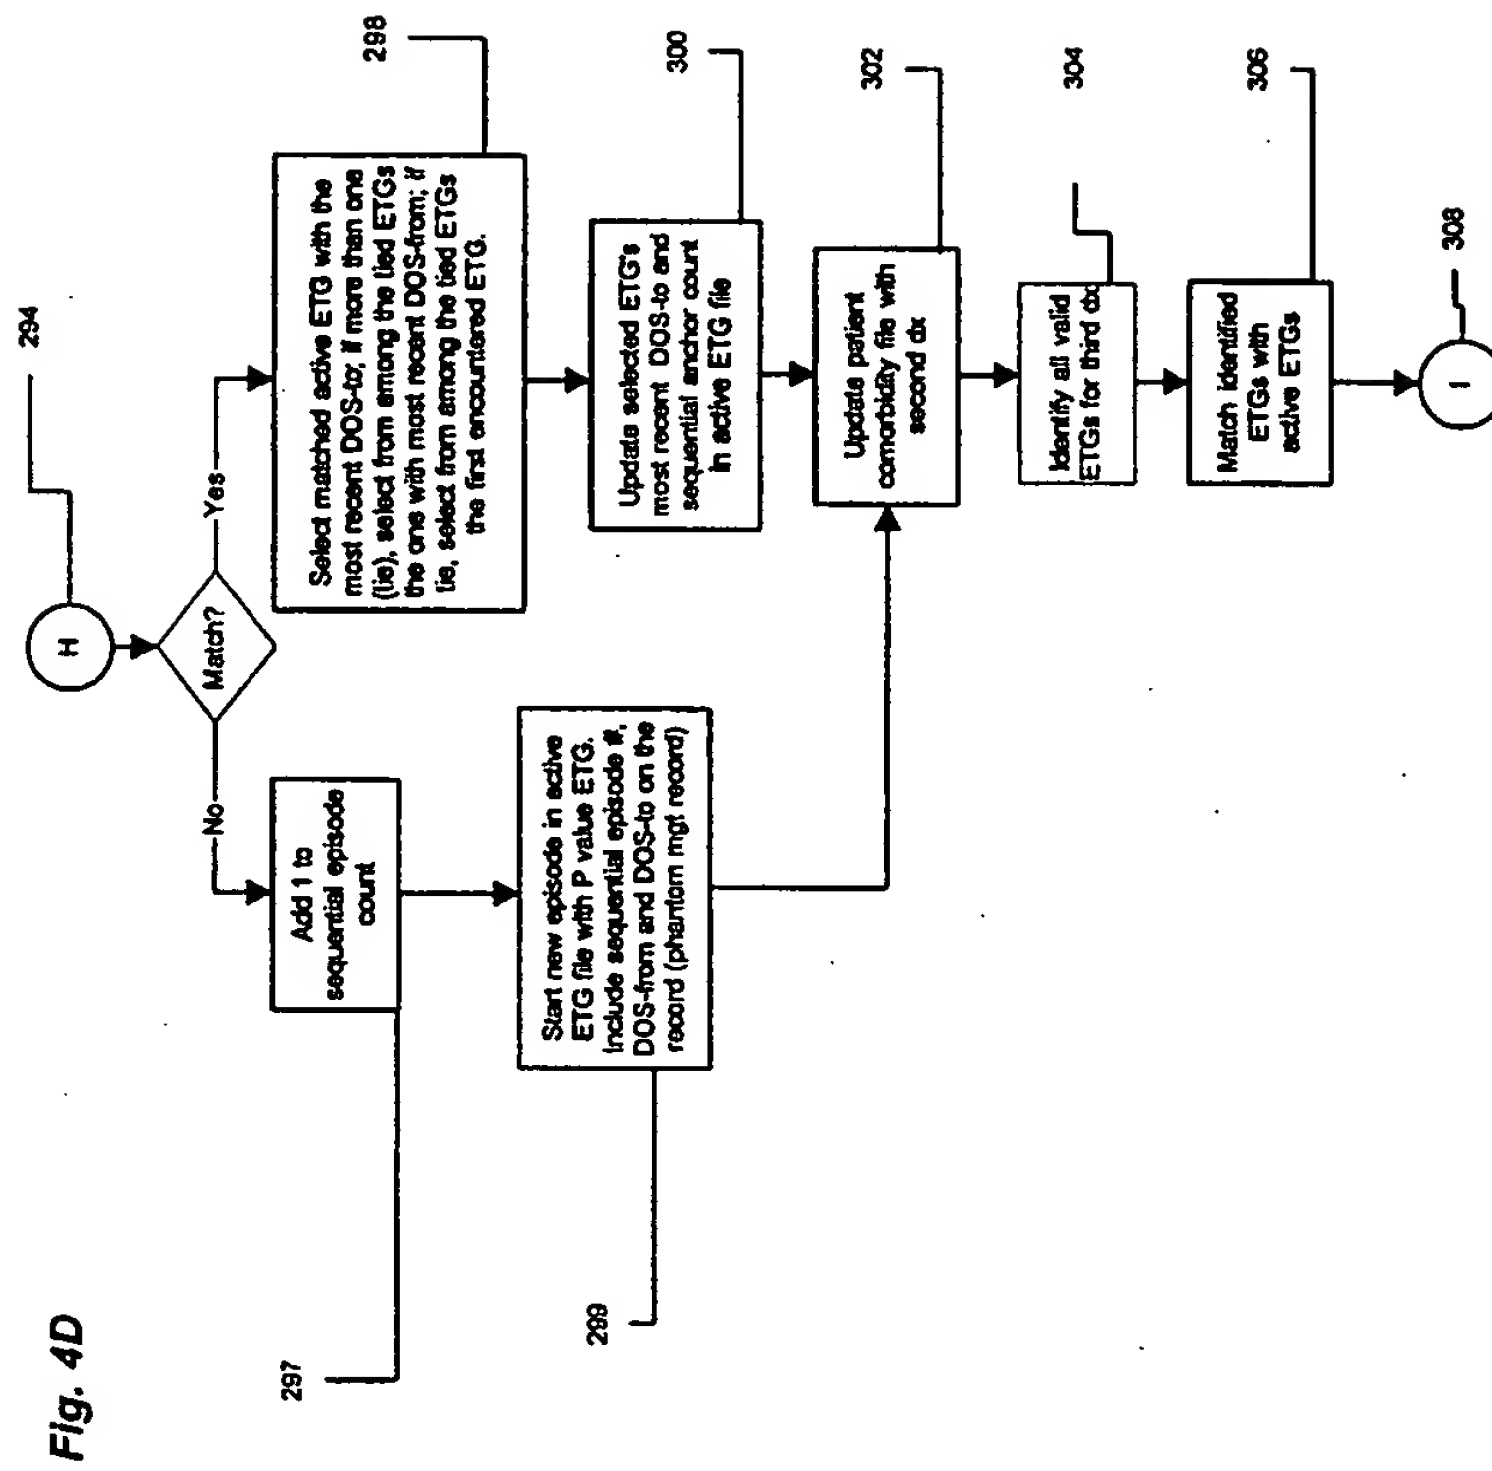 Fig. 4D
294
H
Match?
Yes
No
Select matched active ETG with the
most recent DOS-to; if more than one
(tie), select from among the tied ETGs
the one with most recent DOS-from; if
tie, select from among the tied ETGs
the first encountered ETG.
298
Add 1 to
sequential episode
count
297
Update selected ETG's
most recent DOS-to and
sequential anchor count
in active ETG file
300
Start new episode in active
ETG file with P value ETG.
Include sequential episode #,
DOS-from and DOS-to on the
record (phantom mgt record)
299
Update patient
comorbidity file with
second dx
302
Identify all valid
ETGs for third dx
304
Match identified
ETGs with
active ETGs
306
I
308